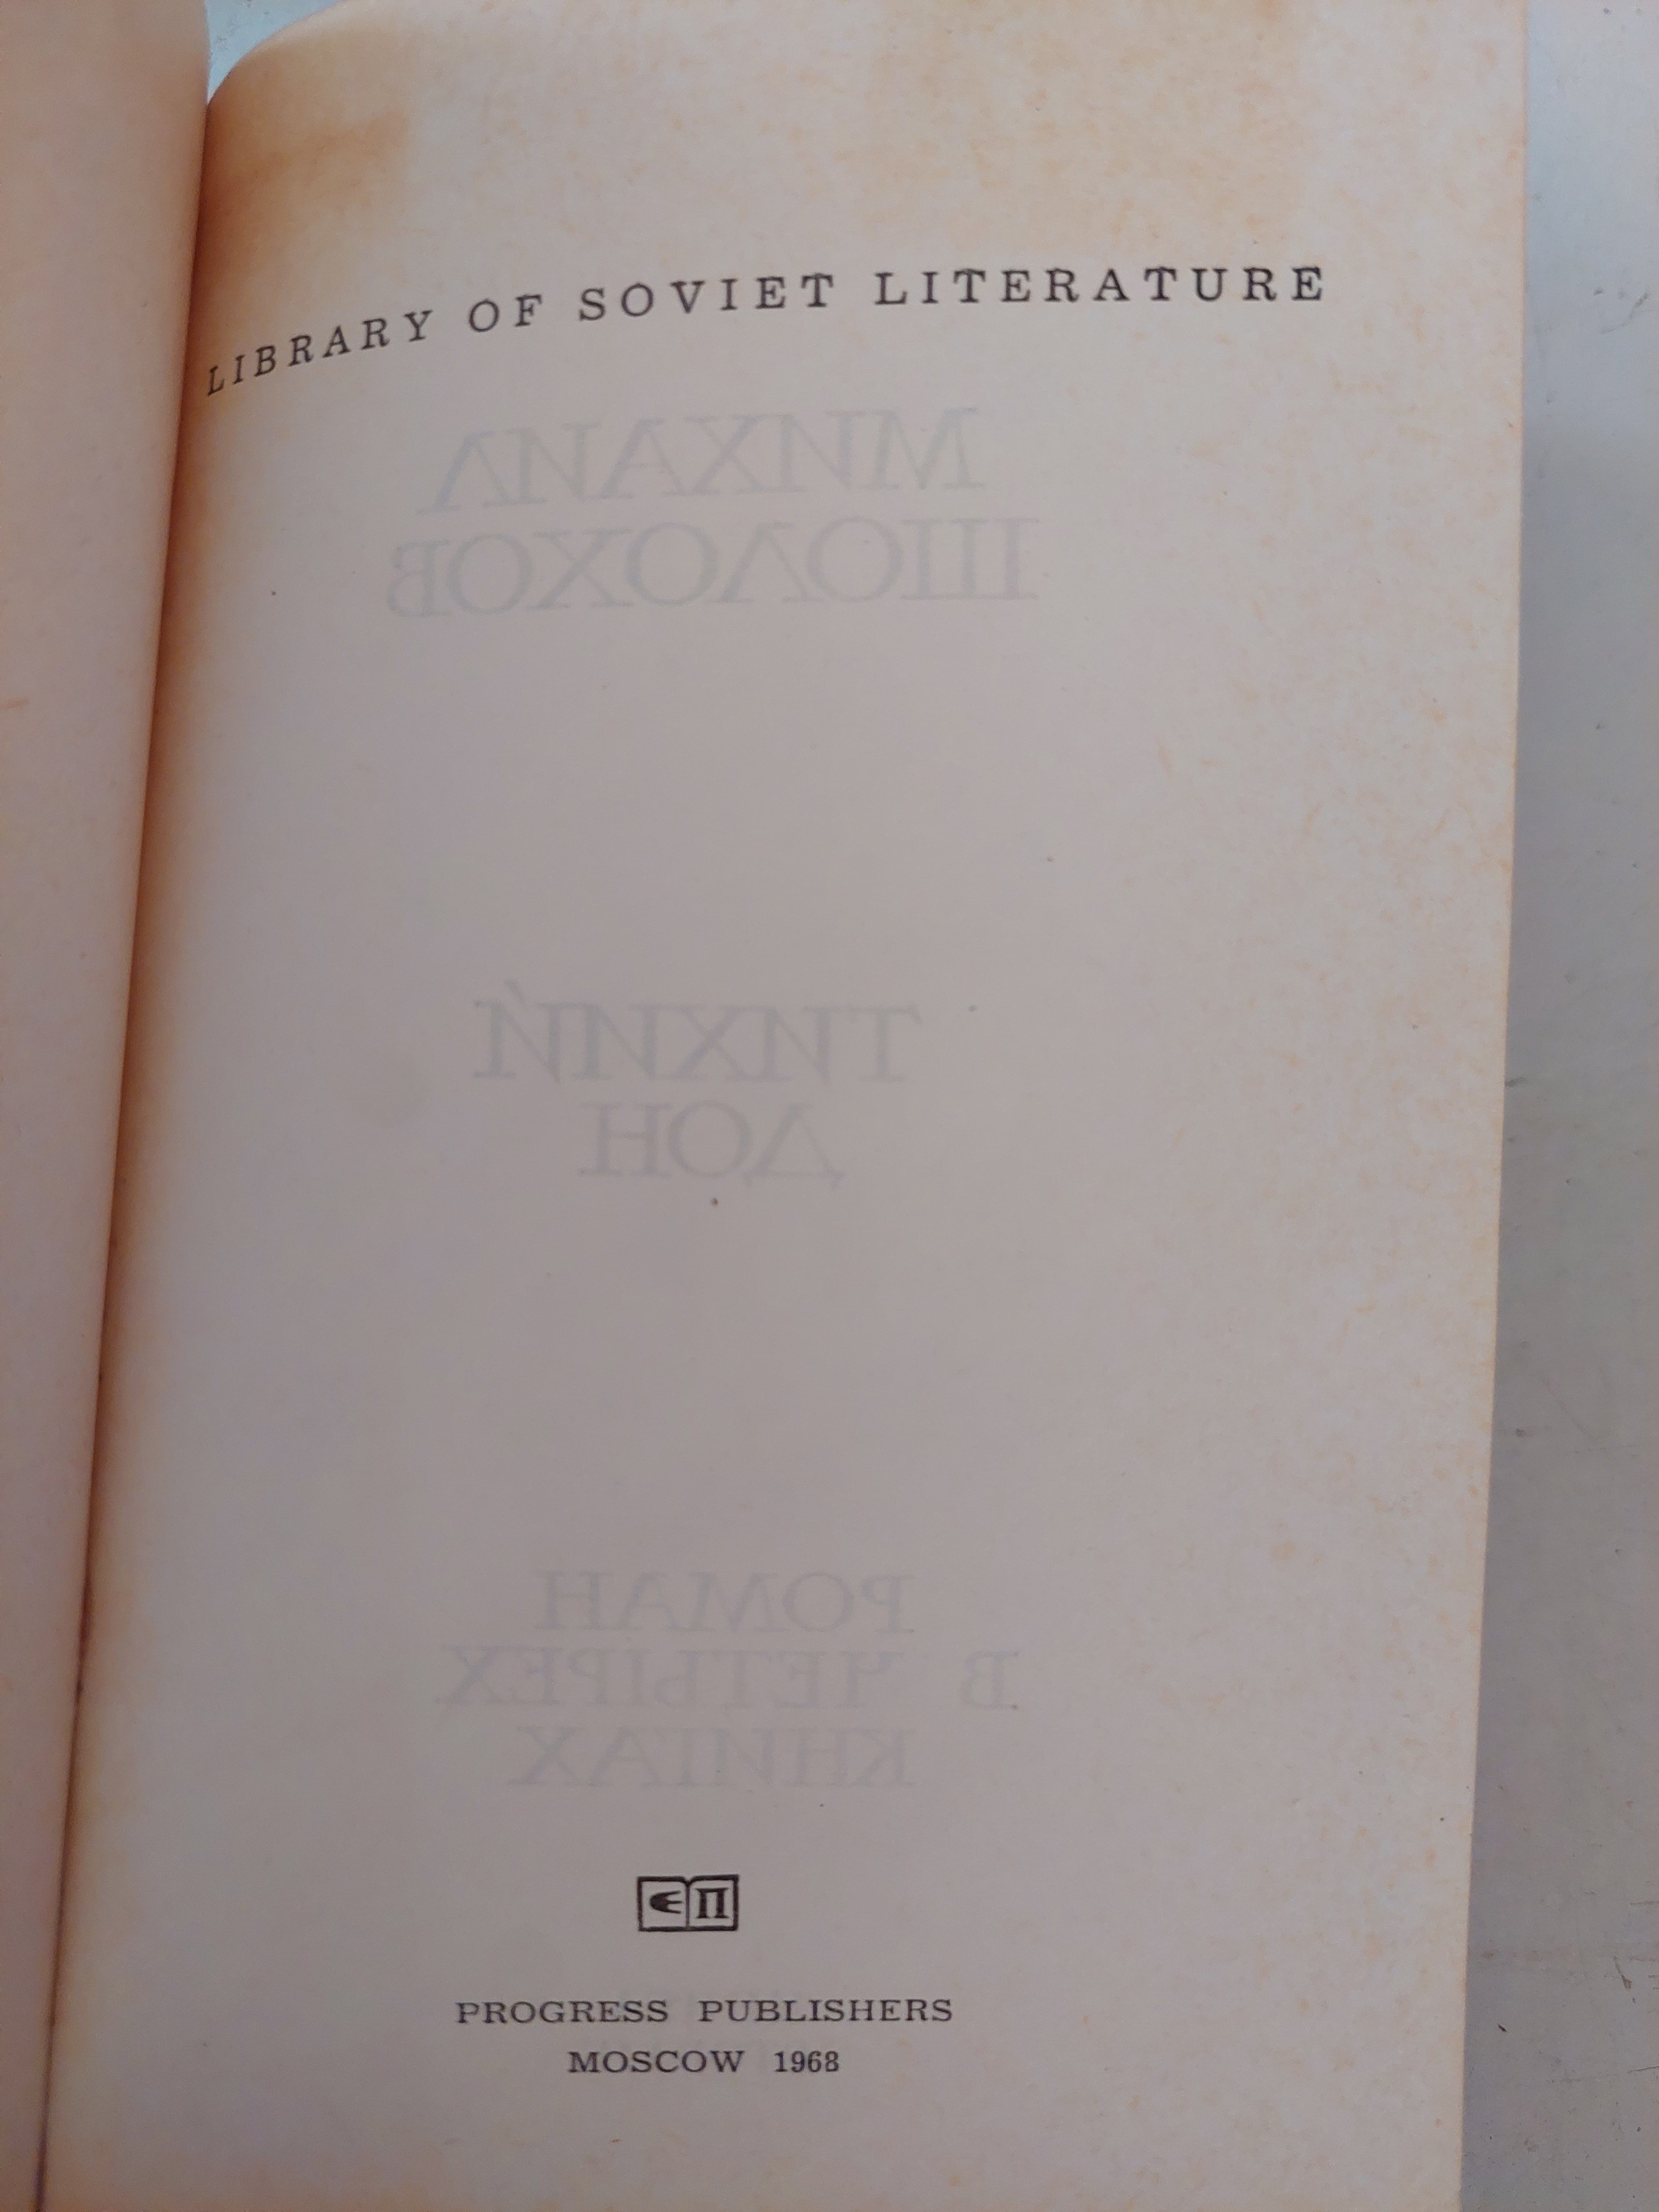 LIBRARY OF SOVIET LITERATURE
МИХАИЛ
ШОЛОХОВ
ТИХИЙ
ДОН
РОМАН
В ЧЕТЫРЕХ
КНИГАХ
П
PROGRESS PUBLISHERS
MOSCOW 1968